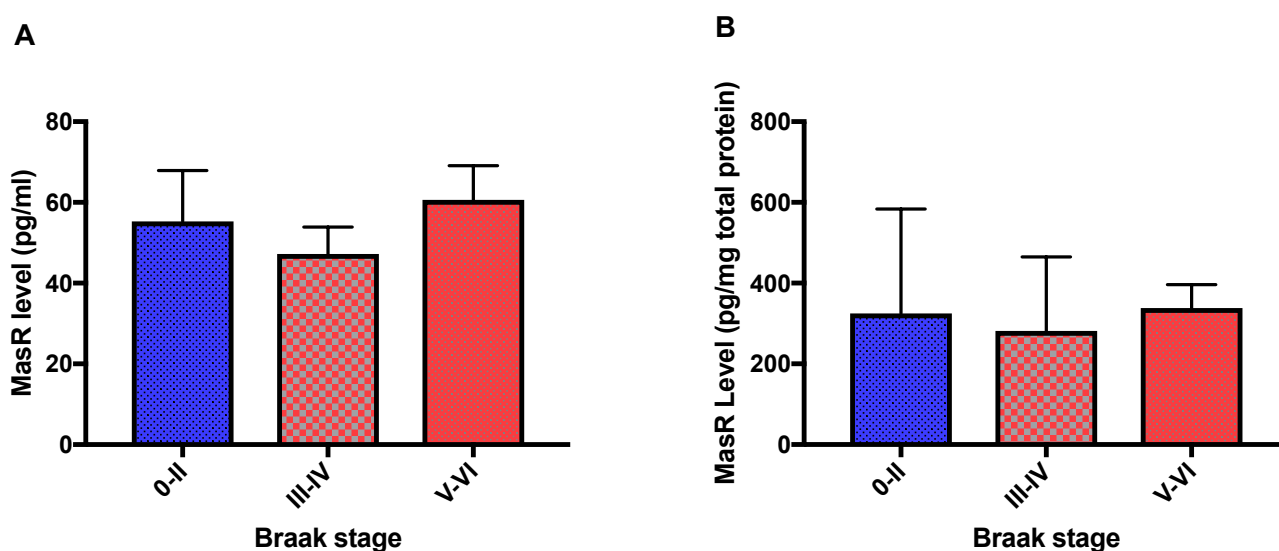 A
MasR level (pg/ml)
80
60
40
20
0
0-II
III-IV
V-VI
Braak stage
B
MasR Level (pg/mg total protein)
800
600
400
200
0
0-II
III-IV
V-VI
Braak stage